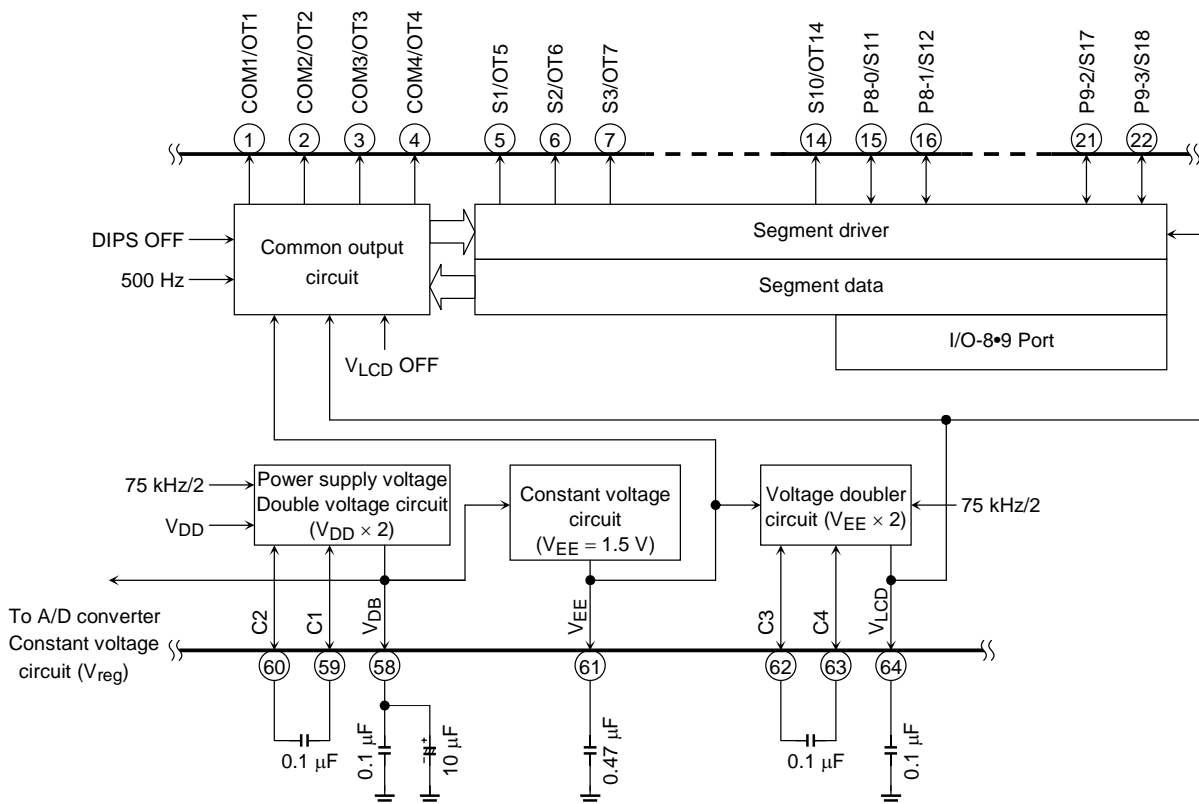 COM1/OT1
COM2/OT2
COM3/OT3
COM4/OT4
S1/OT5
S2/OT6
S3/OT7
S10/OT14
P8-0/S11
P8-1/S12
P9-2/S17
P9-3/S18
1
2
3
4
5
6
7
14
15
16
21
22
DIPS OFF
500 Hz
Common output
circuit
Segment driver
Segment data
I/O-8•9 Port
VLCD OFF
75 kHz/2
VDD
Power supply voltage
Double voltage circuit
(VDD × 2)
Constant voltage
circuit
(VEE = 1.5 V)
Voltage doubler
circuit (VEE × 2)
75 kHz/2
To A/D converter
Constant voltage
circuit (Vreg)
C2
C1
VDB
VEE
C3
C4
VLCD
60
59
58
61
62
63
64
0.1 μF
0.1 μF
+
-
10 μF
0.47 μF
0.1 μF
0.1 μF